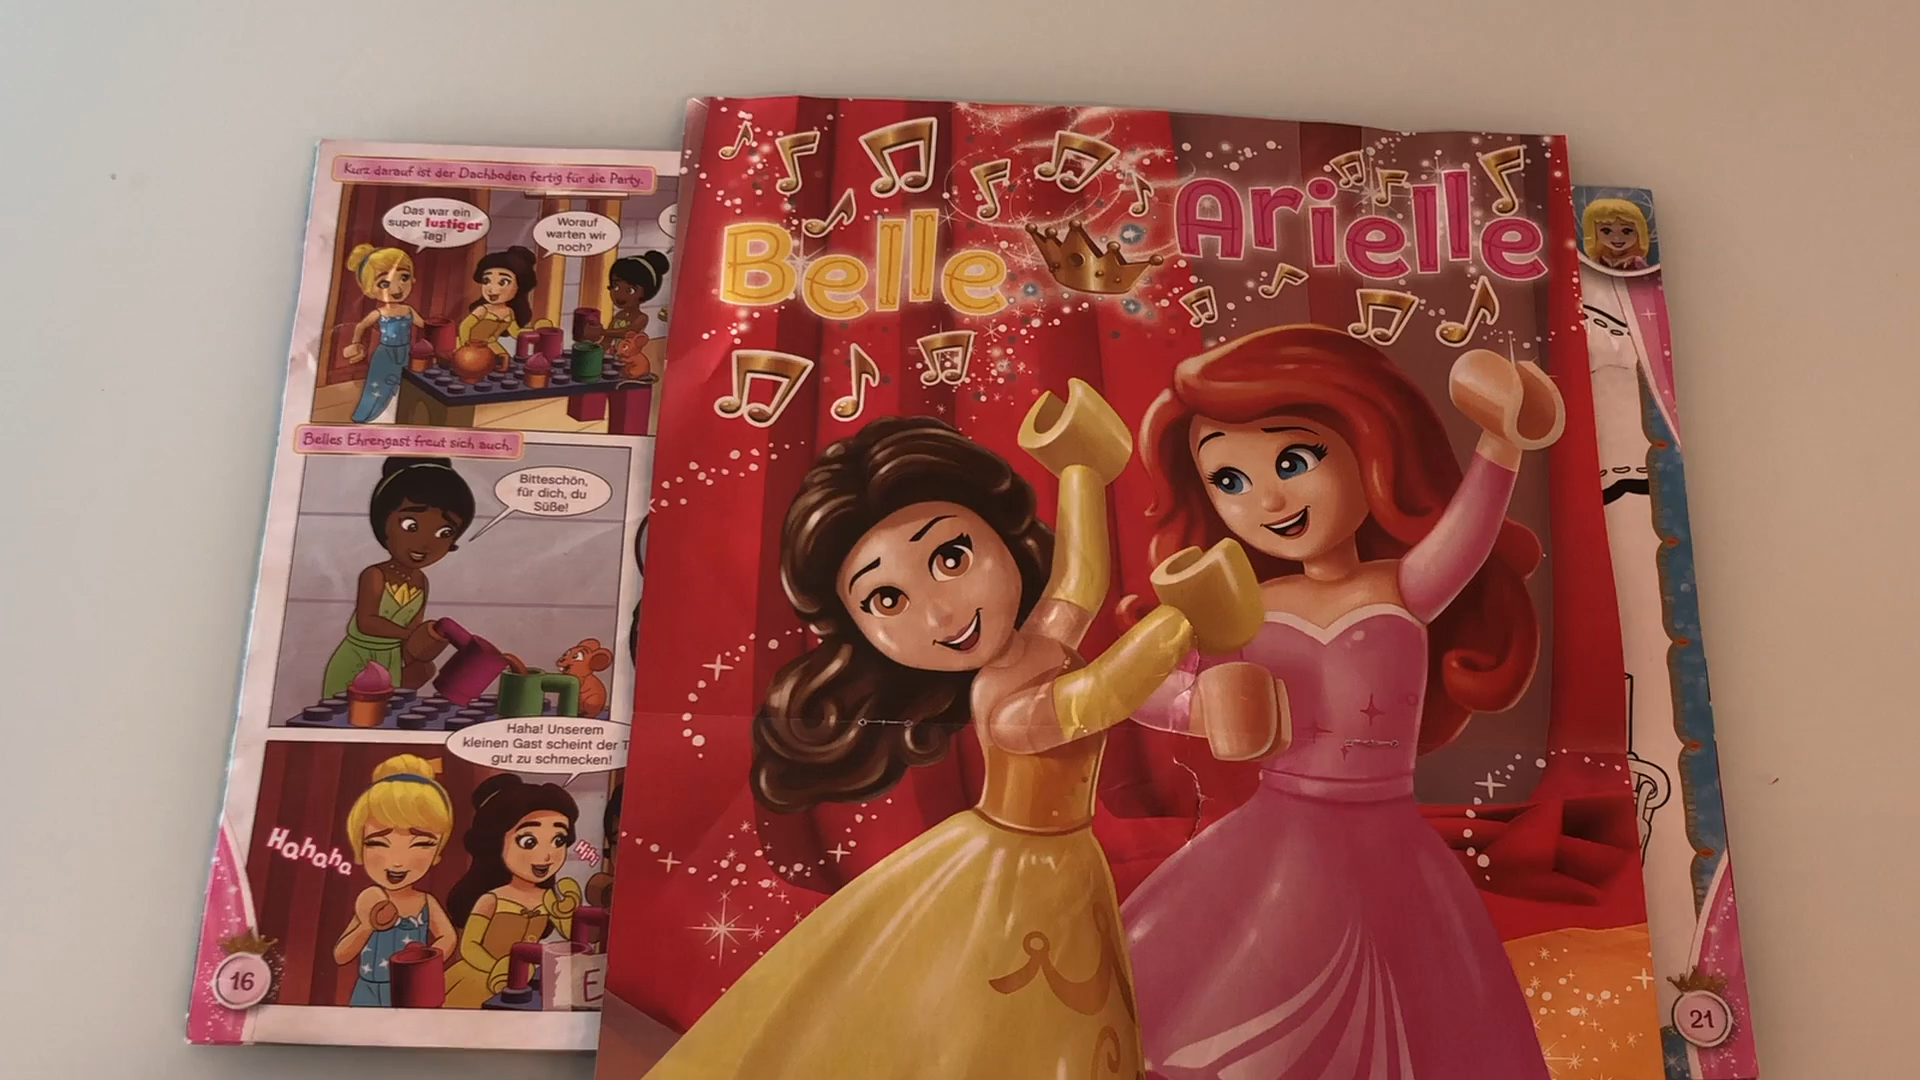 Kurz darauf ist der Dachboden fertig für die Party.
Das war ein
super lustiger
Tag!
Worauf
warten wir
noch?
Belles Ehrengast freut sich auch.
Bitteschön,
für dich, du
Süße!
Haha! Unserem
kleinen Gast scheint der T
gut zu schmecken!
Hahaha
Hihi
E
16
Belle
Arielle
21